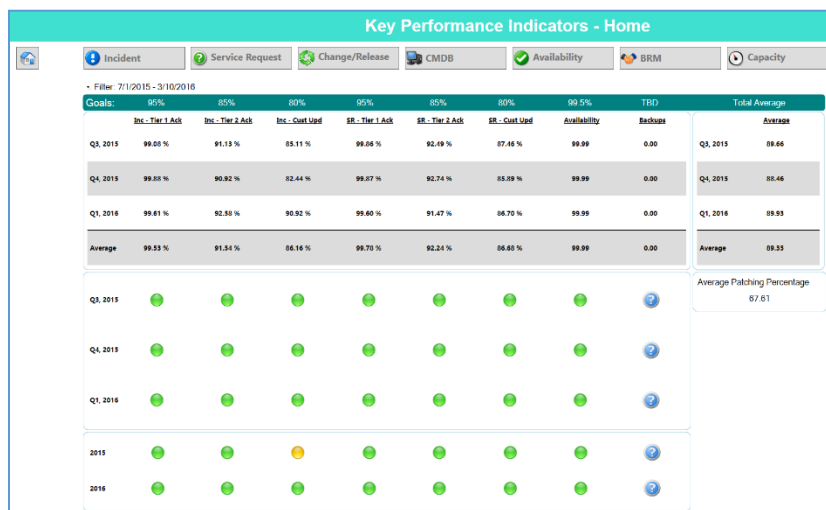 Key Performance Indicators - Home
Incident Service Request Change/Release CMDB Availability BRM Capacity
Filter: 7/1/2015 - 3/10/2016
Goals: 95% 85% 80% 95% 85% 80% 99.5% TBD Total Average
Inc - Tier 1 Ack Inc - Tier 2 Ack Inc - Cust Upd SR - Tier 1 Ack SR - Tier 2 Ack SR - Cust Upd Availability Backups Average
Q3, 2015 99.08 % 91.13 % 85.11 % 99.86 % 92.49 % 87.46 % 99.99 0.00 Q3, 2015 89.66
Q4, 2015 99.88 % 90.92 % 82.44 % 99.87 % 92.74 % 85.89 % 99.99 0.00 Q4, 2015 88.46
Q1, 2016 99.61 % 92.58 % 90.92 % 99.60 % 91.47 % 86.70 % 99.99 0.00 Q1, 2016 89.93
Average 99.53 % 91.54 % 86.16 % 99.78 % 92.24 % 86.68 % 99.99 0.00 Average 89.35
Average Patching Percentage
67.61
Q3, 2015
Q4, 2015
Q1, 2016
2015
2016